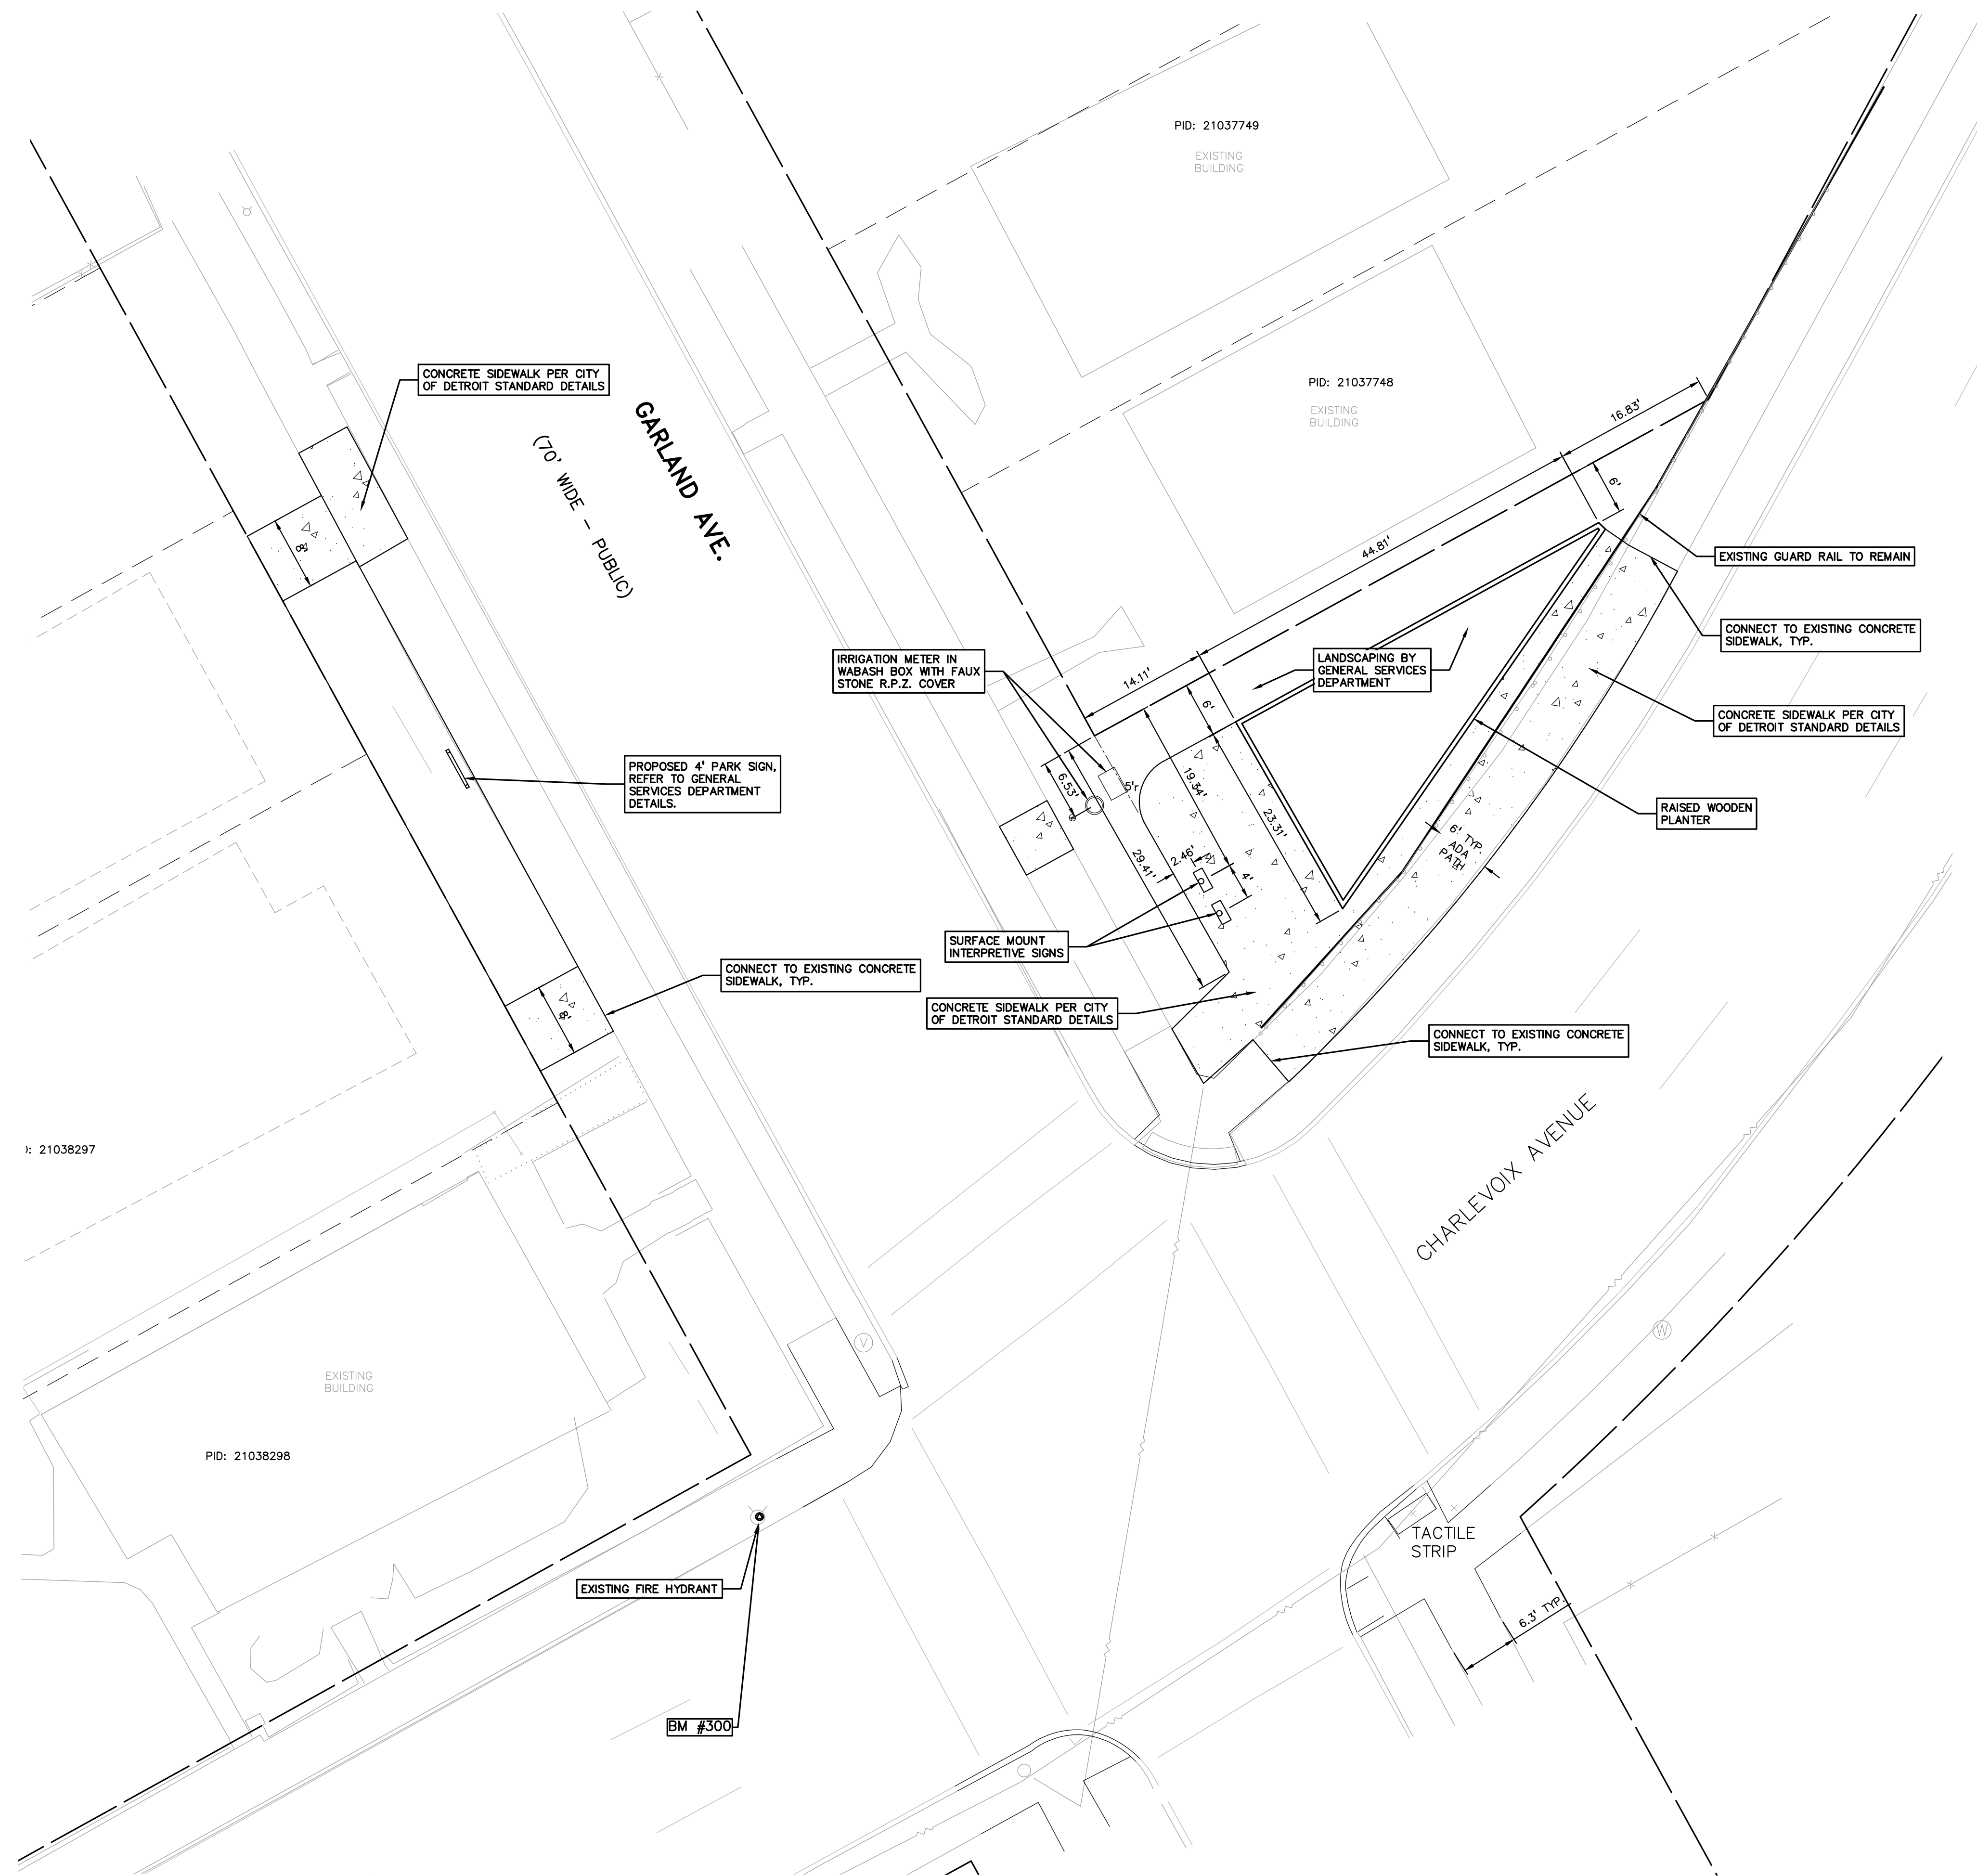 PID: 21037749
EXISTING
BUILDING
CONCRETE SIDEWALK PER CITY
OF DETROIT STANDARD DETAILS
GARLAND AVE.
(70' WIDE - PUBLIC)
PID: 21037748
EXISTING
BUILDING
16.83'
6'
44.81'
8'
EXISTING GUARD RAIL TO REMAIN
CONNECT TO EXISTING CONCRETE
SIDEWALK, TYP.
IRRIGATION METER IN
WABASH BOX WITH FAUX
STONE R.P.Z. COVER
LANDSCAPING BY
GENERAL SERVICES
DEPARTMENT
14.11'
6'
CONCRETE SIDEWALK PER CITY
OF DETROIT STANDARD DETAILS
PROPOSED 4' PARK SIGN,
REFER TO GENERAL
SERVICES DEPARTMENT
DETAILS.
6.53'
5'r
19.34'
23.31'
RAISED WOODEN
PLANTER
6' TYP.
ADA
PATH
29.41'
2.46'
4'
SURFACE MOUNT
INTERPRETIVE SIGNS
CONNECT TO EXISTING CONCRETE
SIDEWALK, TYP.
8'
CONCRETE SIDEWALK PER CITY
OF DETROIT STANDARD DETAILS
CONNECT TO EXISTING CONCRETE
SIDEWALK, TYP.
CHARLEVOIX AVENUE
): 21038297
V
W
EXISTING
BUILDING
PID: 21038298
TACTILE
STRIP
EXISTING FIRE HYDRANT
6.3' TYP.
BM #300